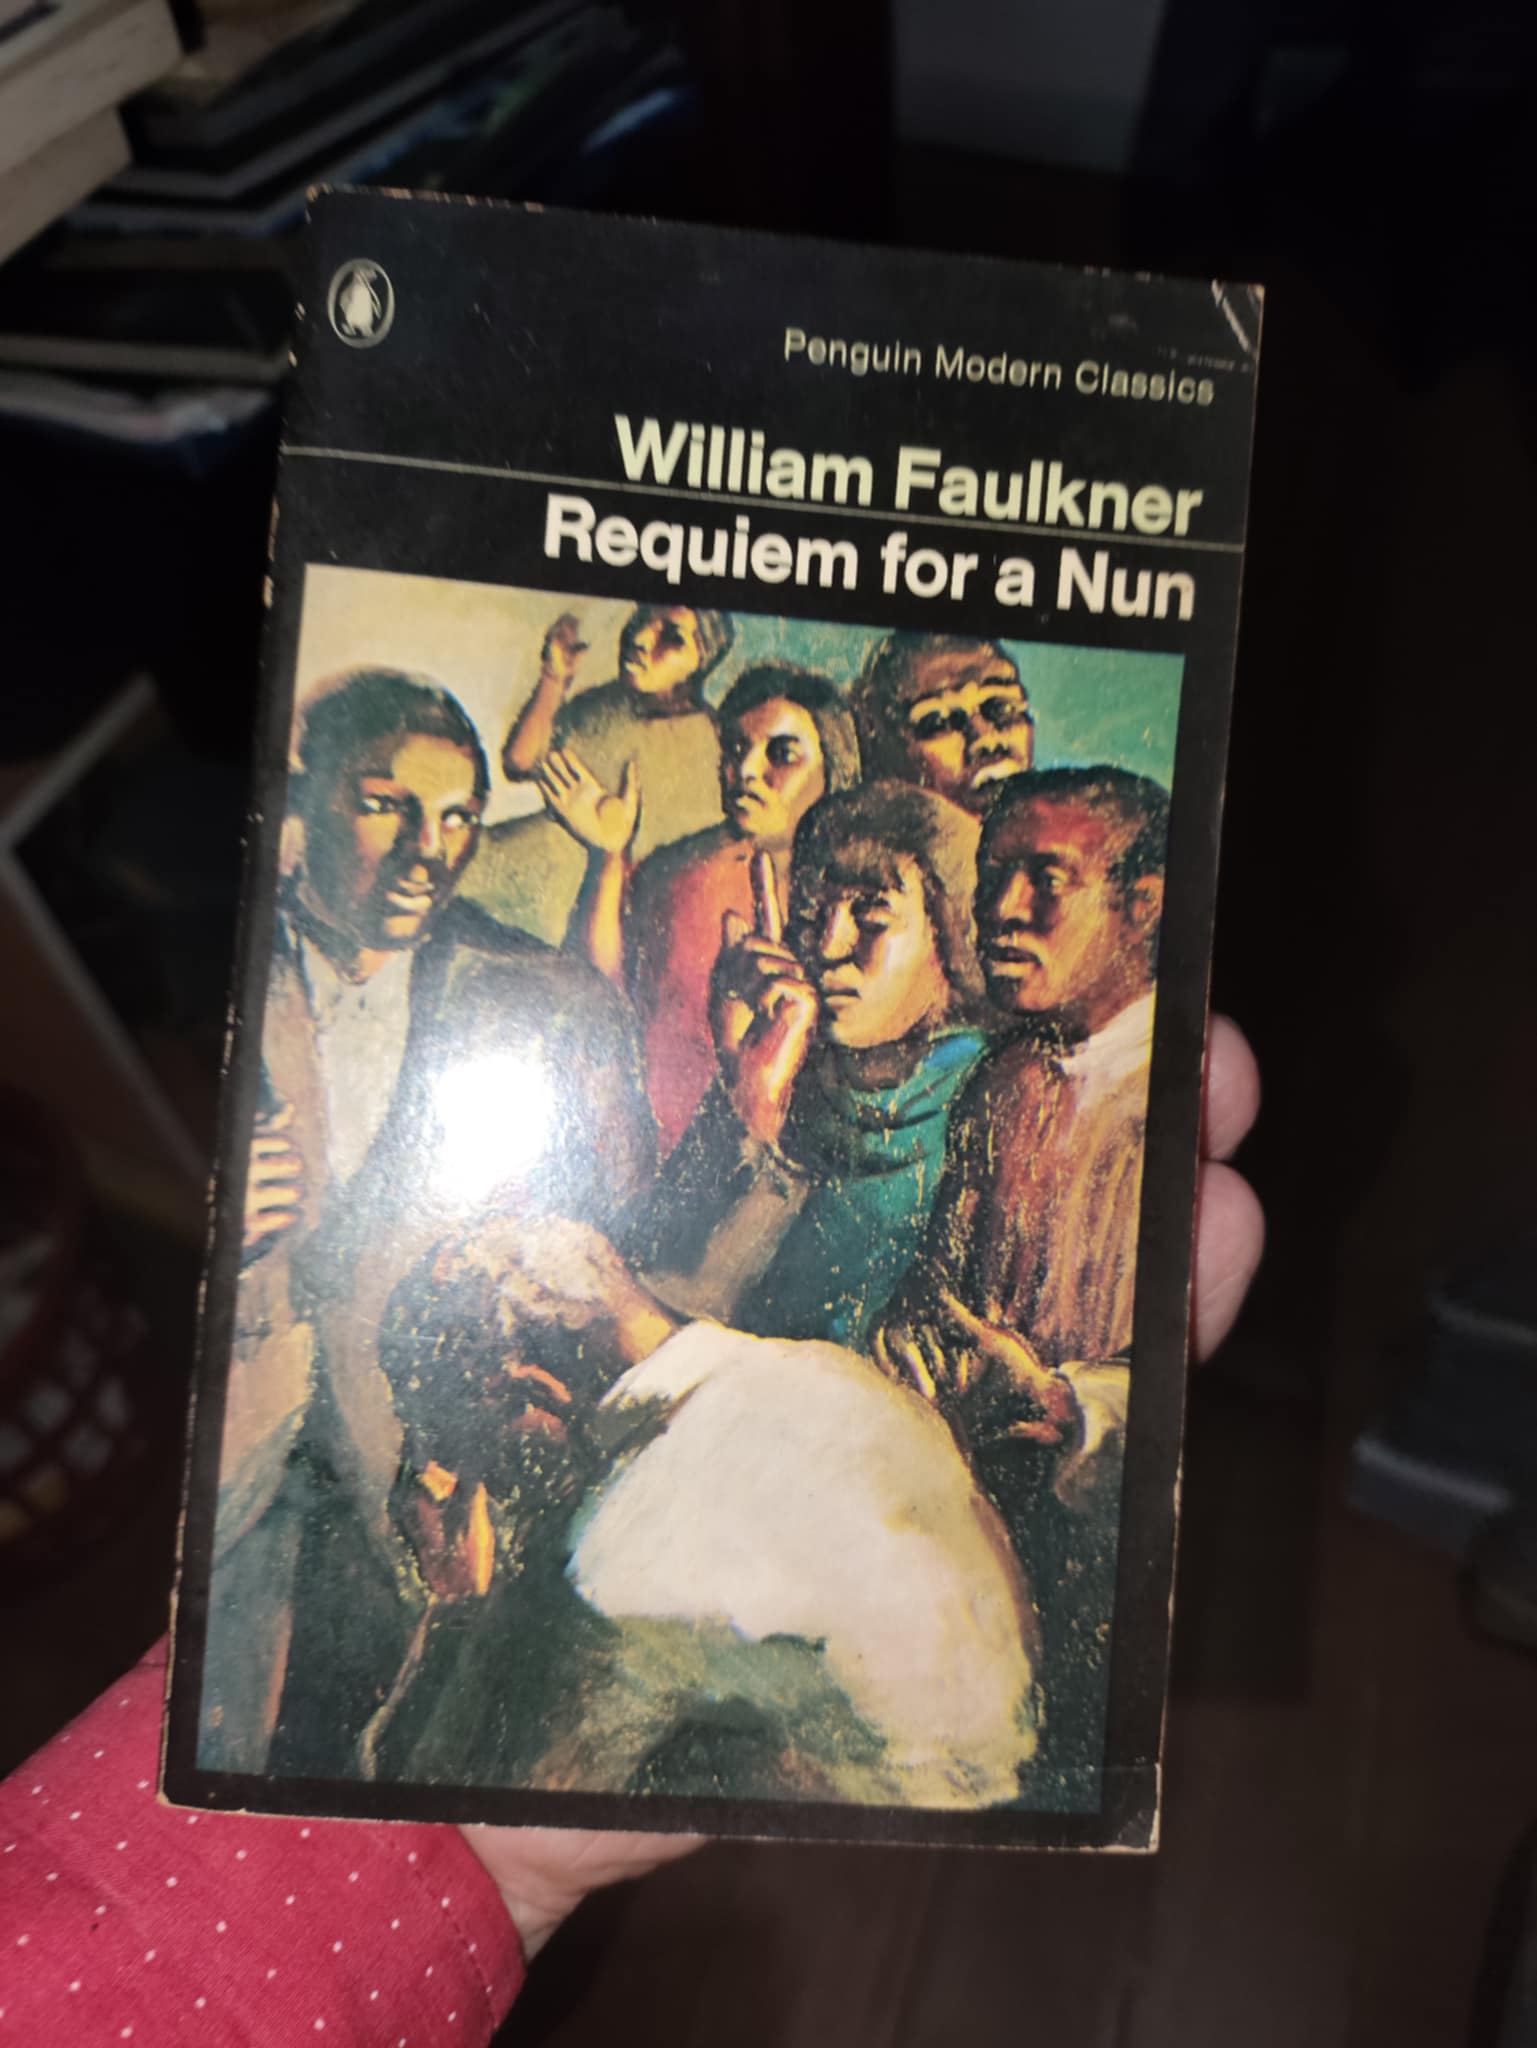 Penguin Modern Classics
William Faulkner
Requiem for a Nun